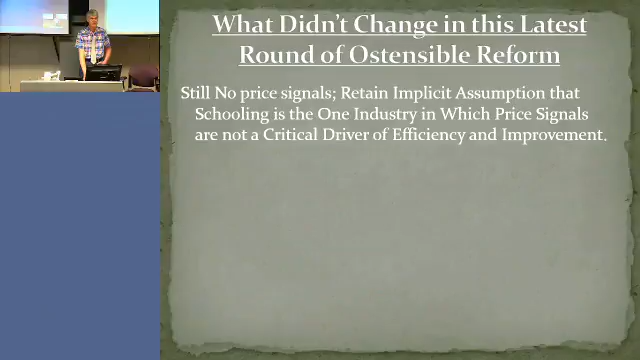 What Didn't Change in this Latest
Round of Ostensible Reform
Still No price signals; Retain Implicit Assumption that
Schooling is the One Industry in Which Price Signals
are not a Critical Driver of Efficiency and Improvement.